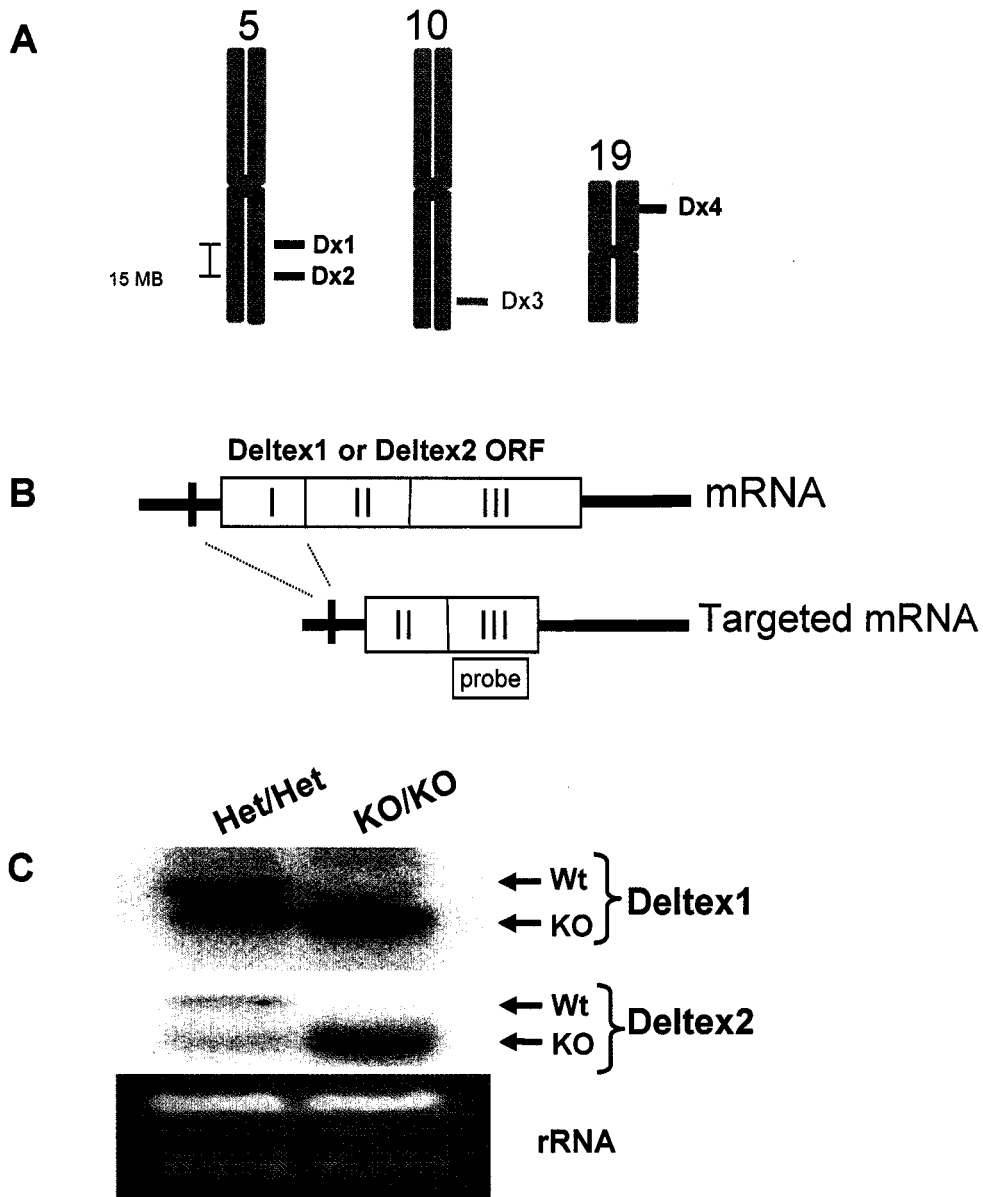 A
5
10
19
Dx1
Dx2
15 MB
Dx3
Dx4
B
Deltex1 or Deltex2 ORF
I II III
mRNA
II III
Targeted mRNA
probe
C
Het/Het
KO/KO
Wt
KO
Deltex1
Wt
KO
Deltex2
rRNA